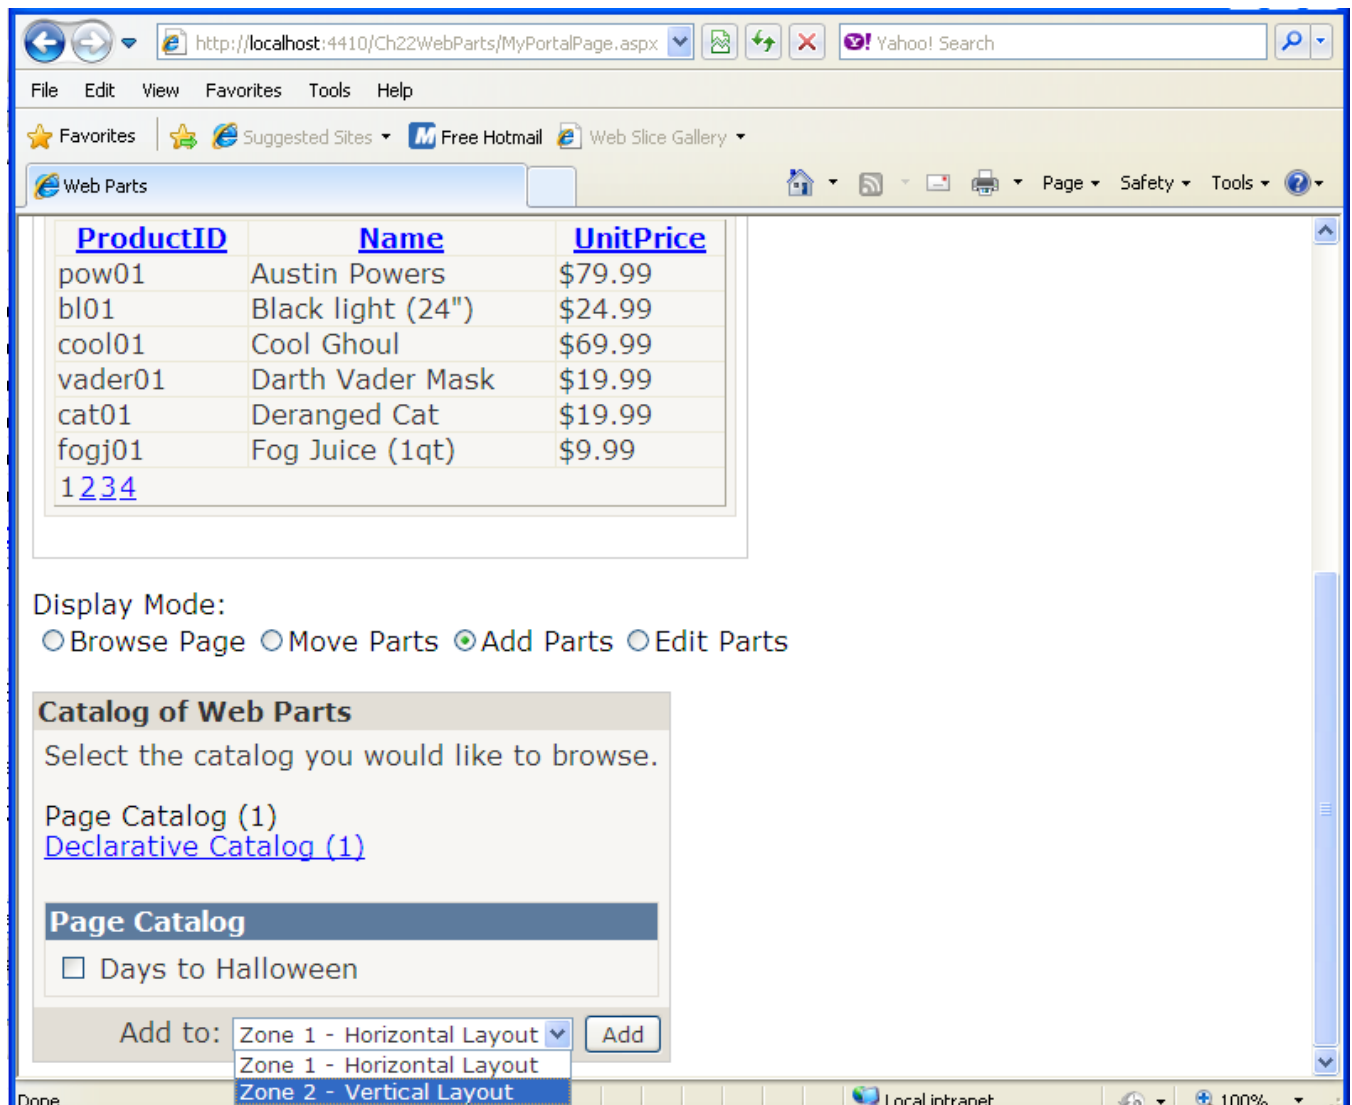 http://localhost:4410/Ch22WebParts/MyPortalPage.aspx Yahoo! Search
File Edit View Favorites Tools Help
Favorites Suggested Sites Free Hotmail Web Slice Gallery
Web Parts Page Safety Tools
ProductID Name UnitPrice
pow01 Austin Powers $79.99
bl01 Black light (24") $24.99
cool01 Cool Ghoul $69.99
vader01 Darth Vader Mask $19.99
cat01 Deranged Cat $19.99
fogj01 Fog Juice (1qt) $9.99
1 2 3 4
Display Mode:
Browse Page Move Parts Add Parts Edit Parts
Catalog of Web Parts
Select the catalog you would like to browse.
Page Catalog (1)
Declarative Catalog (1)
Page Catalog
Days to Halloween
Add to: Zone 1 - Horizontal Layout Add
Zone 1 - Horizontal Layout
Zone 2 - Vertical Layout
Done Local intranet 100%